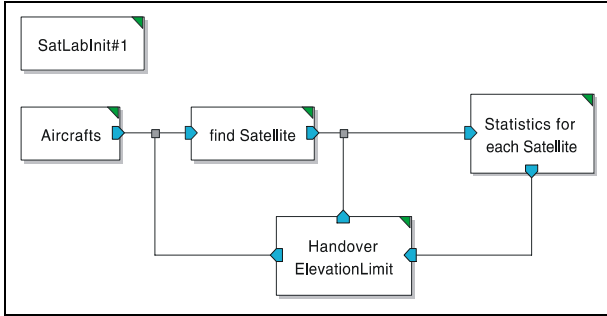 SatLabInit#1
Aircrafts
find Satellite
Statistics for
each Satellite
Handover
ElevationLimit